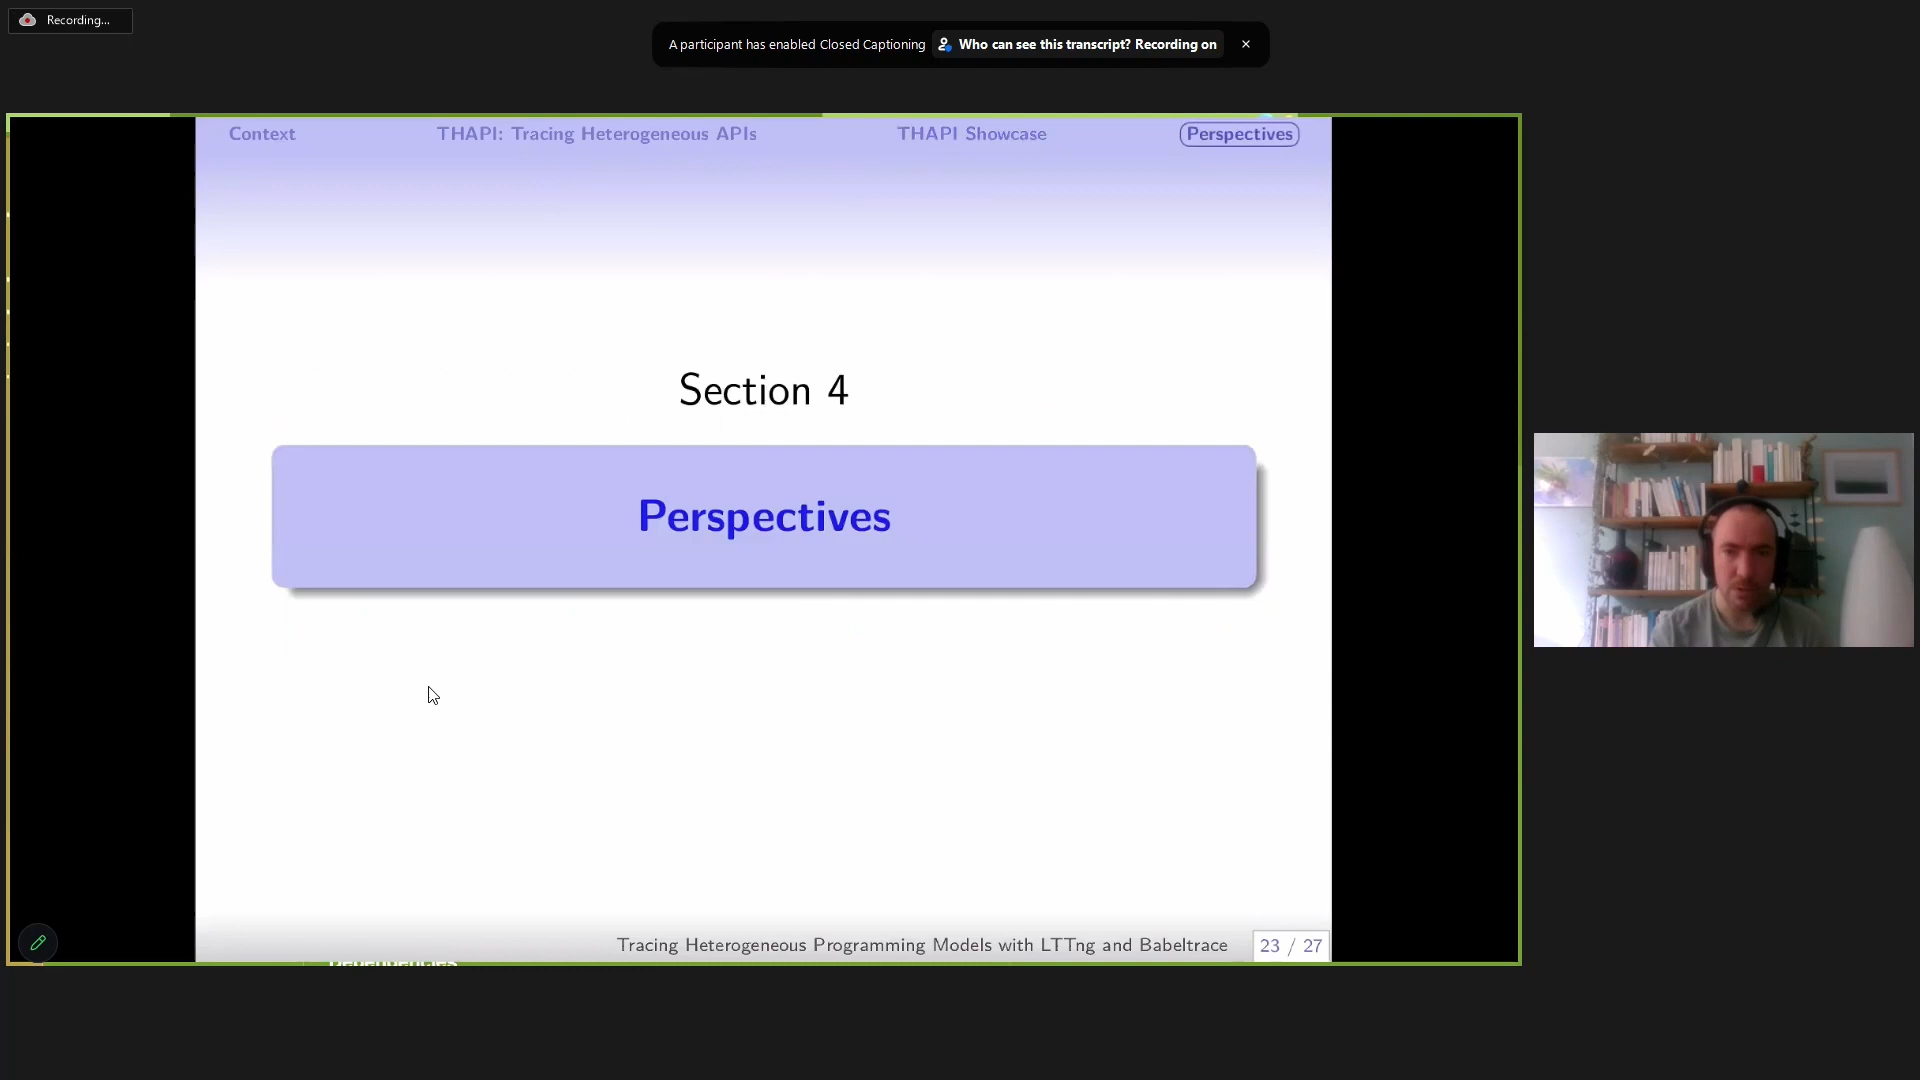 Recording...
A participant has enabled Closed Captioning Who can see this transcript? Recording on
Context THAPI: Tracing Heterogeneous APIs THAPI Showcase Perspectives
Section 4
Perspectives
Tracing Heterogeneous Programming Models with LTTng and Babeltrace 23 / 27
Dependencies